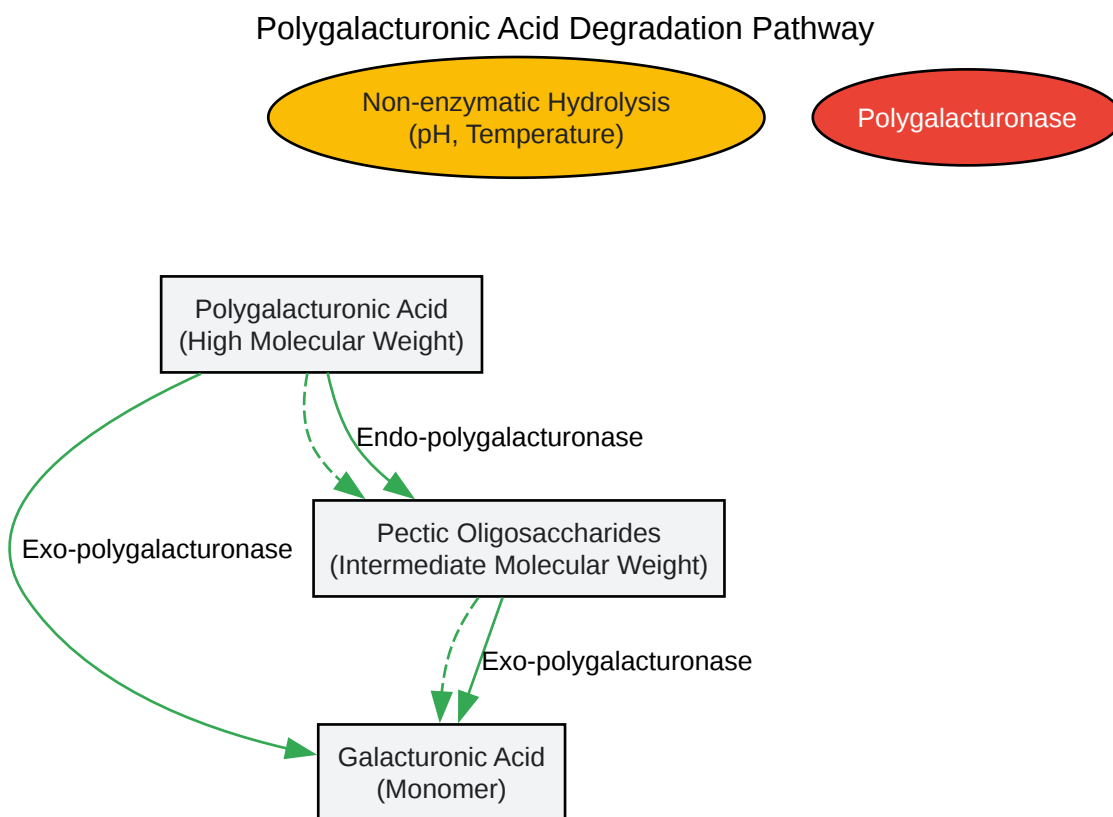 Polygalacturonic Acid Degradation Pathway
Non-enzymatic Hydrolysis
(pH, Temperature)
Polygalacturonase
Polygalacturonic Acid
(High Molecular Weight)
Endo-polygalacturonase
Pectic Oligosaccharides
(Intermediate Molecular Weight)
Exo-polygalacturonase
Exo-polygalacturonase
Galacturonic Acid
(Monomer)